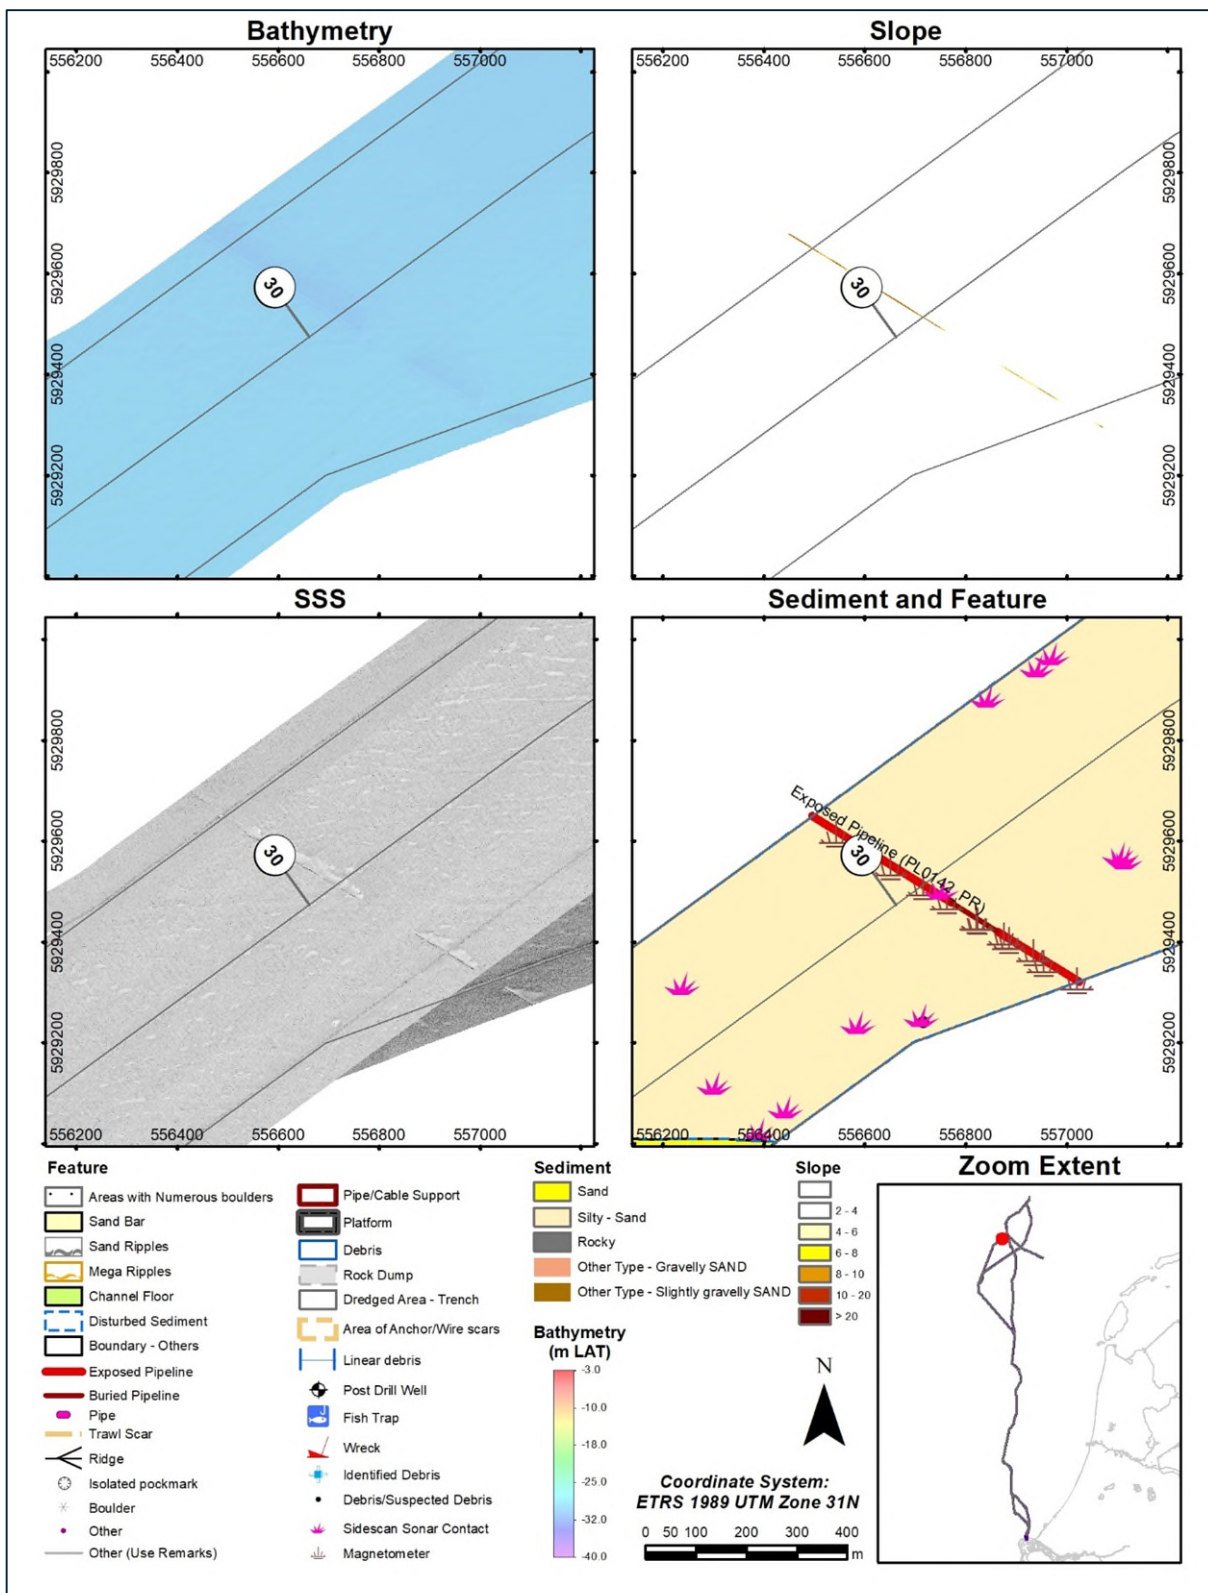 Bathymetry
556200 556400 556600 556800 557000
5929800
5929600
5929400
5929200
30
Slope
556200 556400 556600 556800 557000
5929800
5929600
5929400
5929200
30
SSS
5929800
5929600
5929400
5929200
30
556200 556400 556600 556800 557000
Sediment and Feature
5929800
5929600
5929400
5929200
Exposed Pipeline (PL0142_PR)
30
556200 556400 556600 556800 557000
Feature
Areas with Numerous boulders
Sand Bar
Sand Ripples
Mega Ripples
Channel Floor
Disturbed Sediment
Boundary - Others
Exposed Pipeline
Buried Pipeline
Pipe
Trawl Scar
Ridge
Isolated pockmark
Boulder
Other
Other (Use Remarks)
Pipe/Cable Support
Platform
Debris
Rock Dump
Dredged Area - Trench
Area of Anchor/Wire scars
Linear debris
Post Drill Well
Fish Trap
Wreck
Identified Debris
Debris/Suspected Debris
Sidescan Sonar Contact
Magnetometer
Sediment
Sand
Silty - Sand
Rocky
Other Type - Gravelly SAND
Other Type - Slightly gravelly SAND
Bathymetry
(m LAT)
-3.0
-10.0
-18.0
-25.0
-32.0
-40.0
Slope
2 - 4
4 - 6
6 - 8
8 - 10
10 - 20
> 20
N
Coordinate System:
ETRS 1989 UTM Zone 31N
0 50 100 200 300 400
m
Zoom Extent